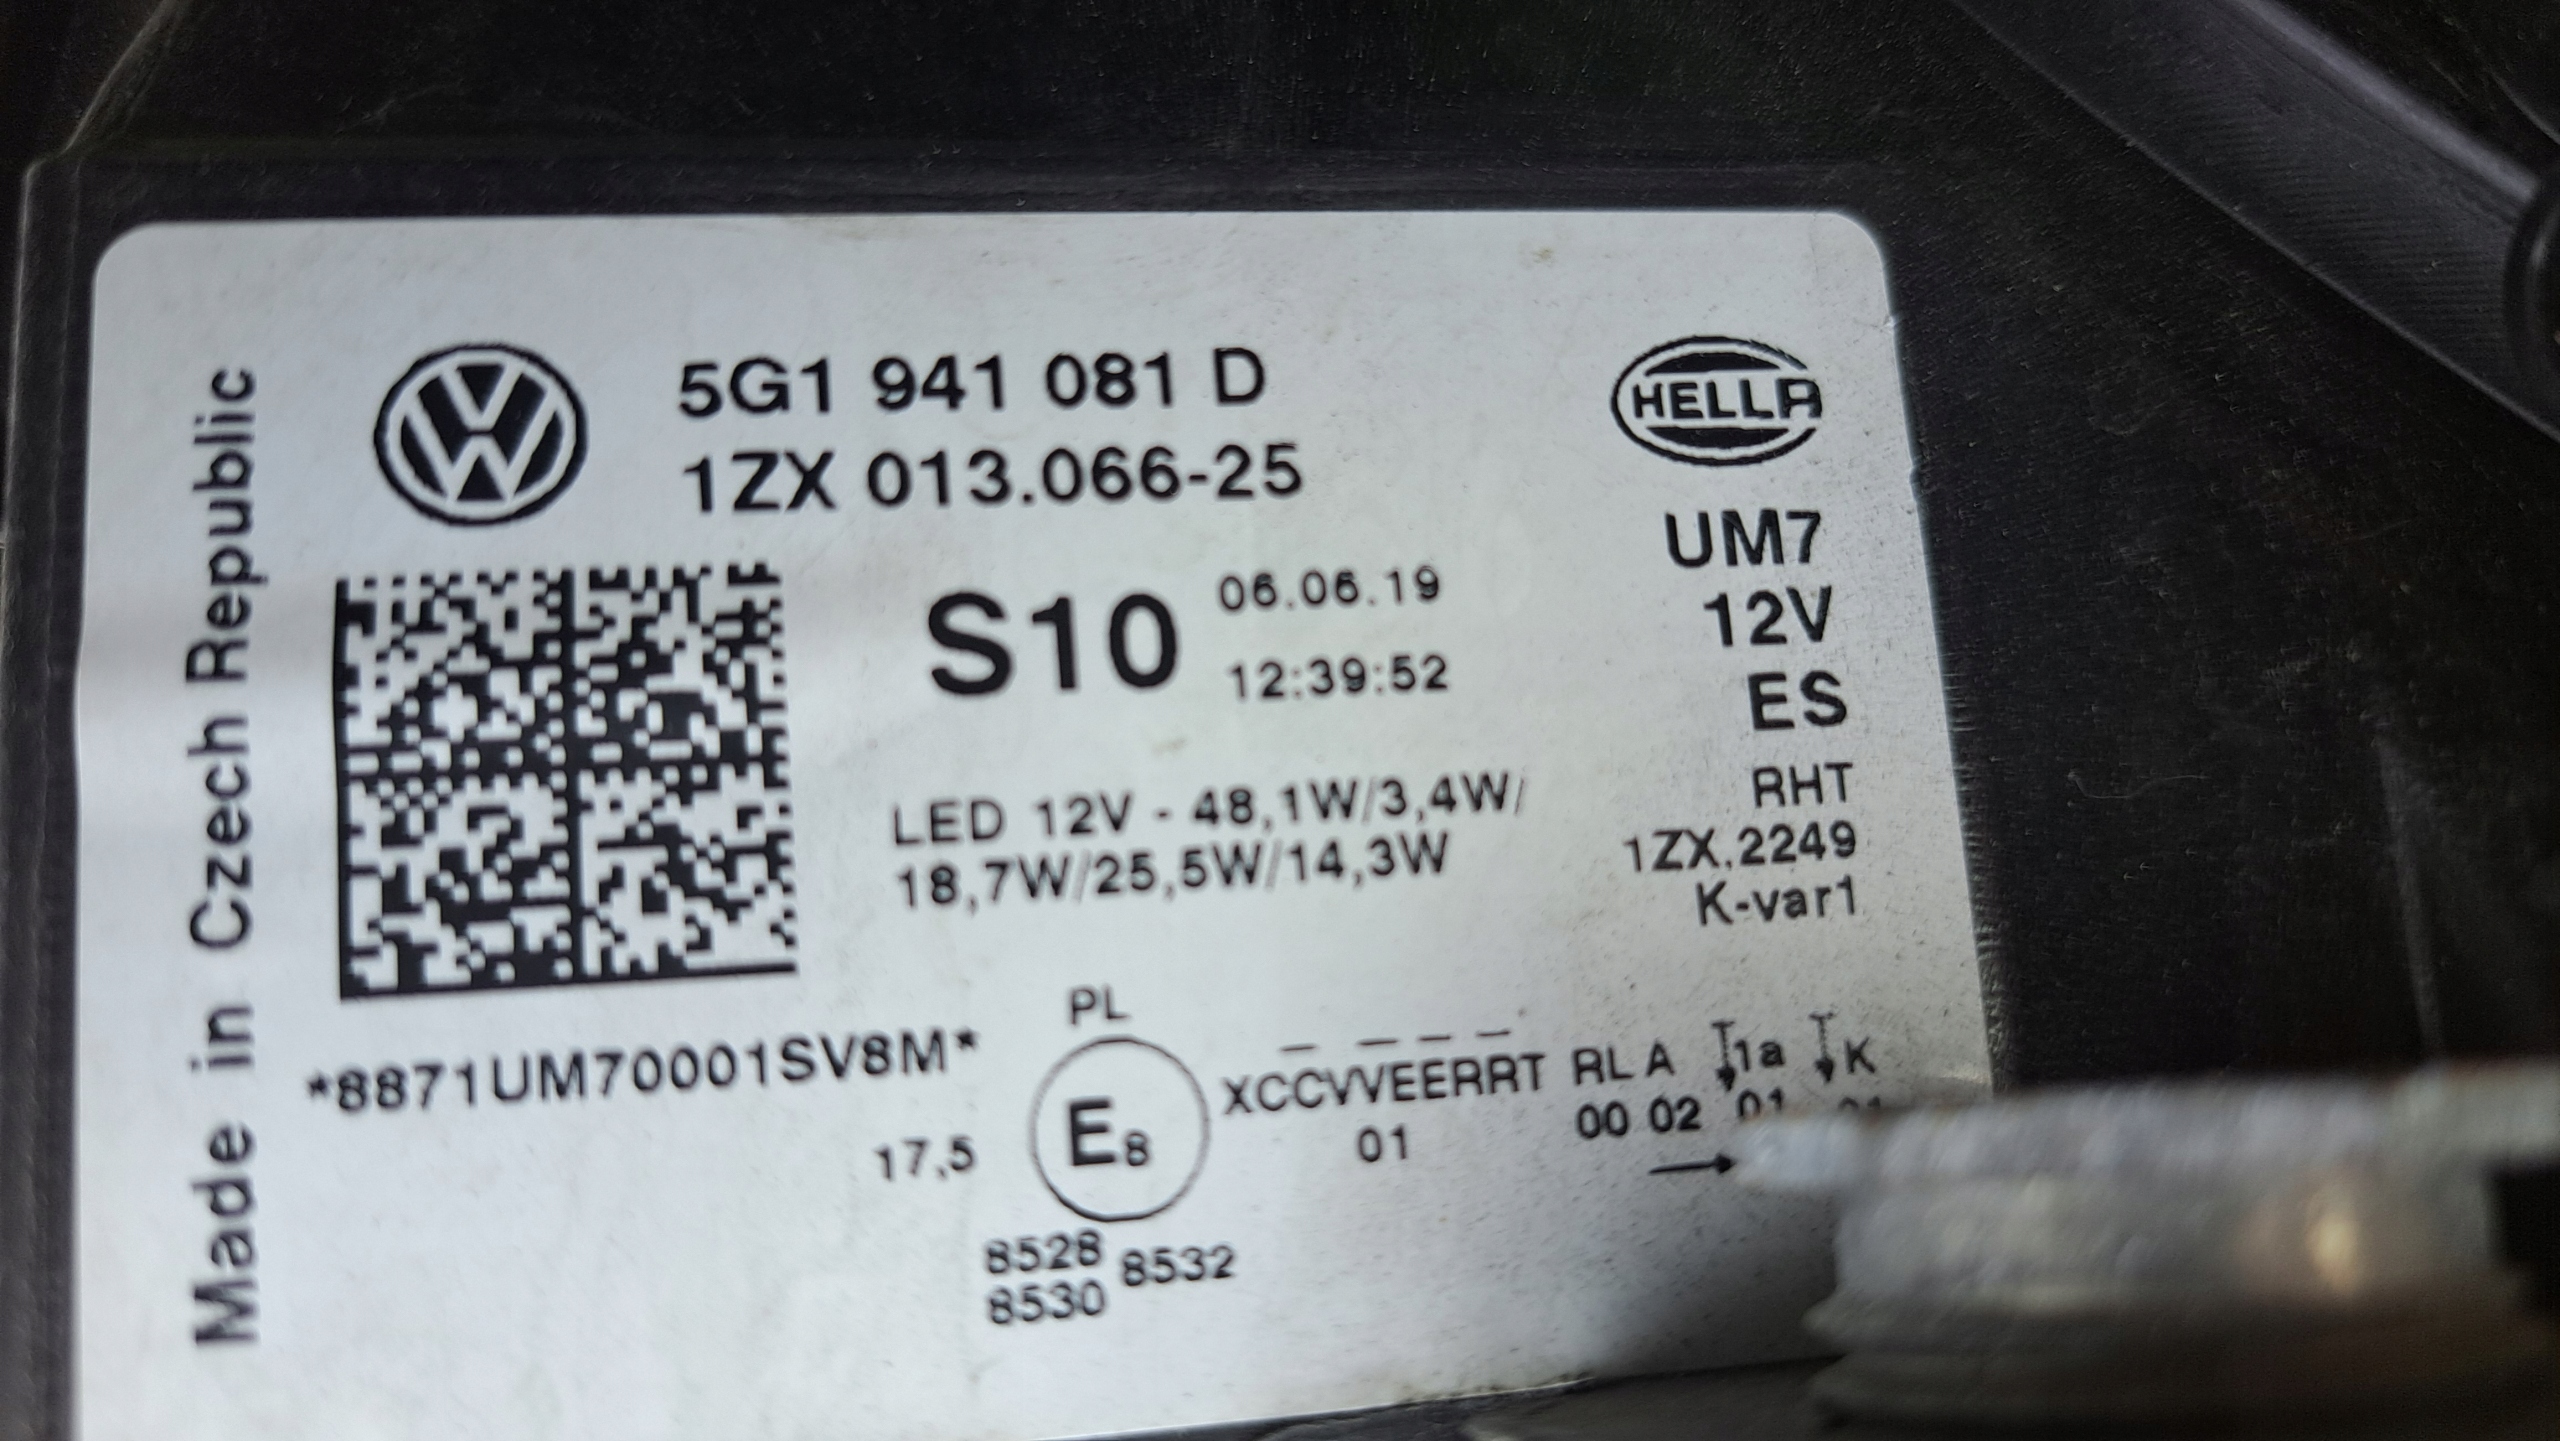 Made in Czech Republic
5G1 941 081 D
1ZX 013.066-25
HELLA
UM7
12V
ES
S10
06.06.19
12:39:52
LED 12V - 48,1W/3,4W/
18,7W/25,5W/14,3W
RHT
1ZX.2249
K-var1
*8871UM70001SV8M*
PL
17,5
E8
XCCVVEERRT RL A 1a K
01
00 02 01
8528
8530
8532